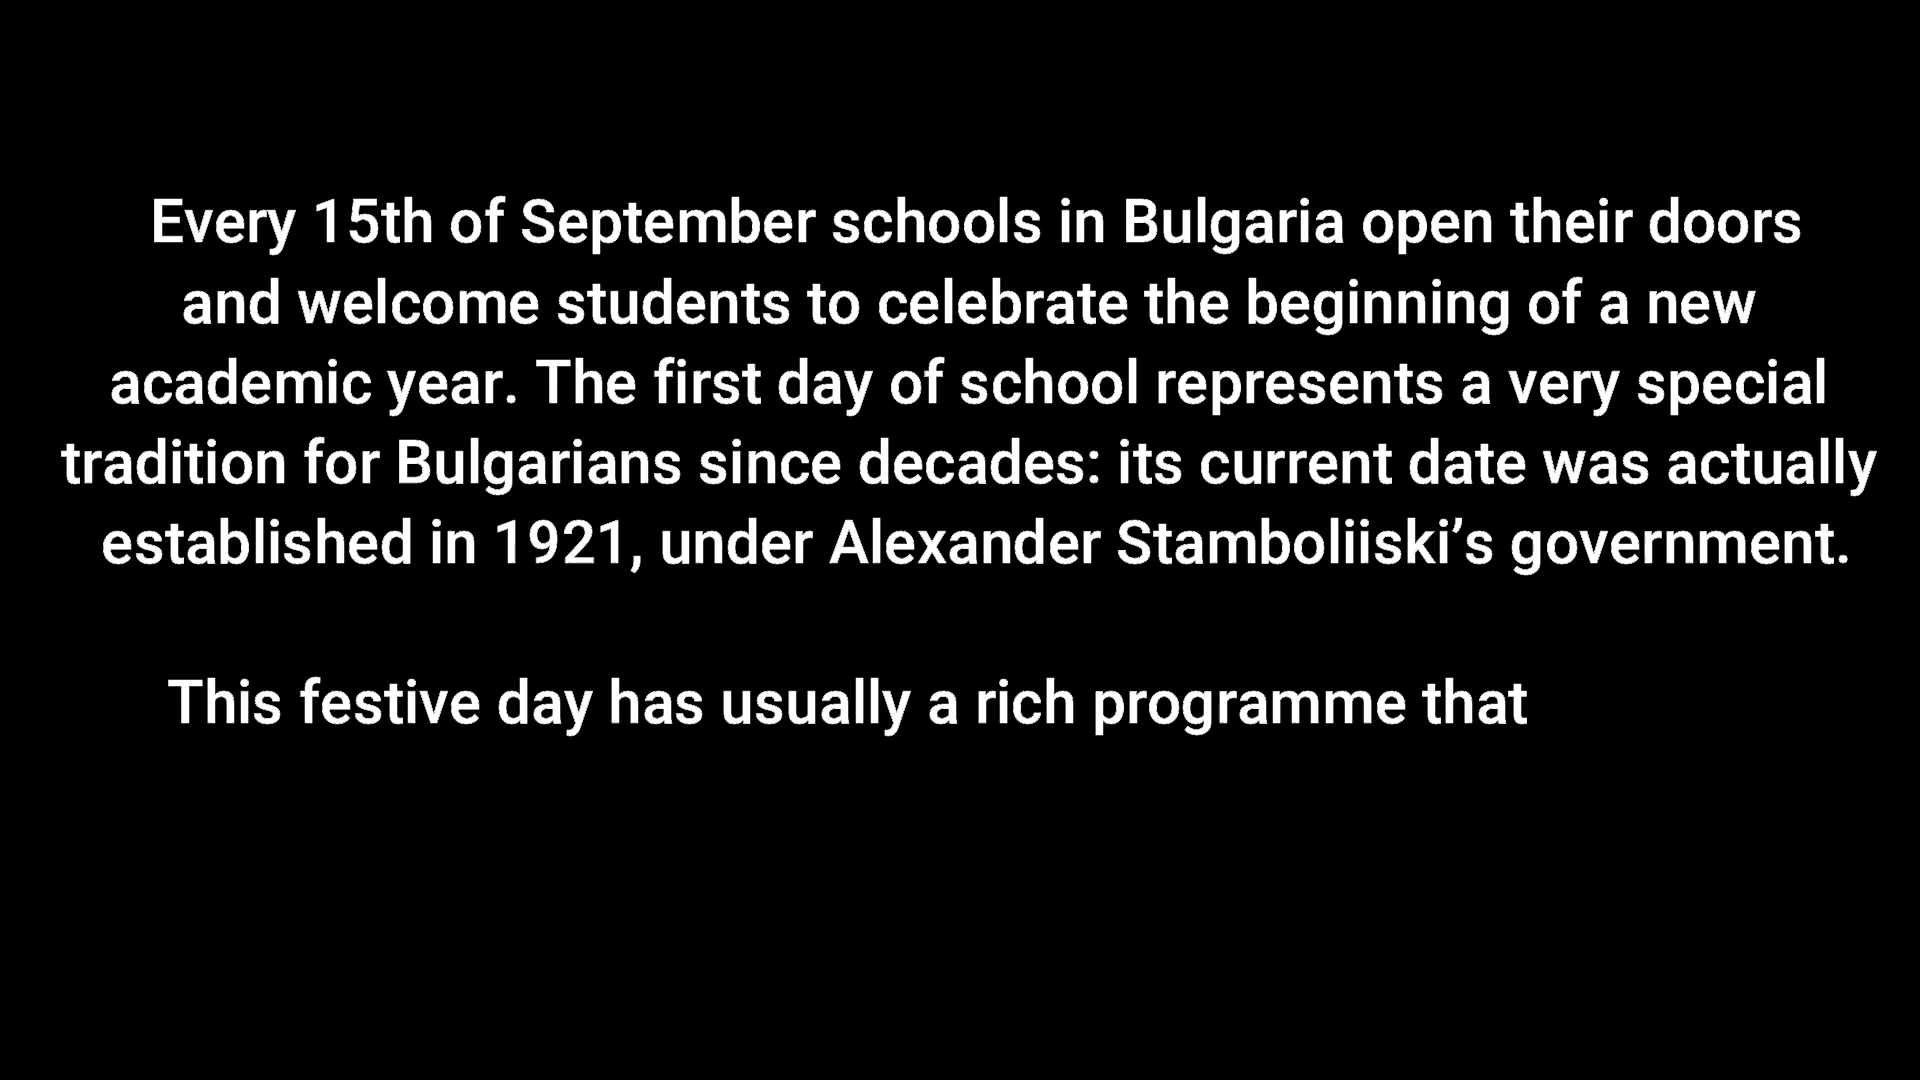 Every 15th of September schools in Bulgaria open their doors
and welcome students to celebrate the beginning of a new
academic year. The first day of school represents a very special
tradition for Bulgarians since decades: its current date was actually
established in 1921, under Alexander Stamboliiski’s government.
This festive day has usually a rich programme that